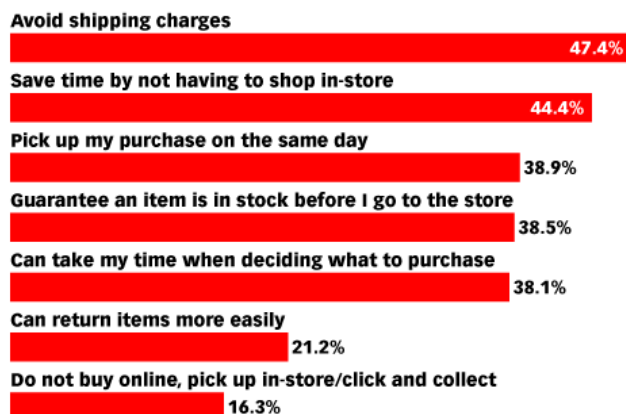 Avoid shipping charges
47.4%
Save time by not having to shop in-store
44.4%
Pick up my purchase on the same day
38.9%
Guarantee an item is in stock before I go to the store
38.5%
Can take my time when deciding what to purchase
38.1%
Can return items more easily
21.2%
Do not buy online, pick up in-store/click and collect
16.3%